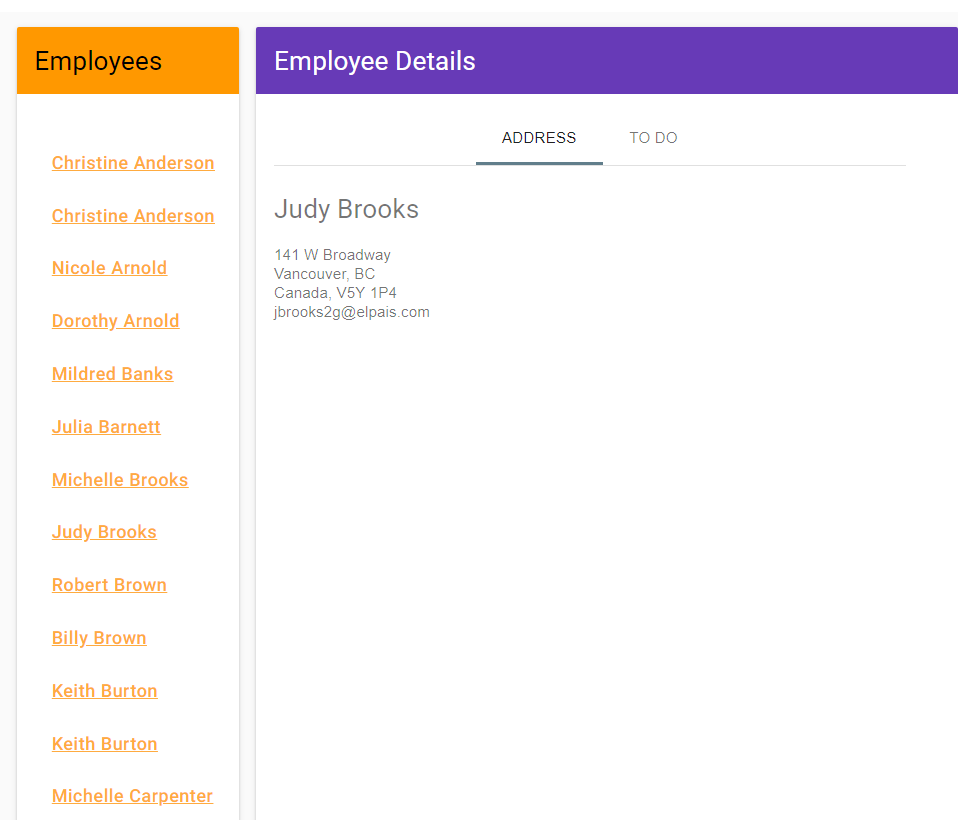 Employees
Christine Anderson
Christine Anderson
Nicole Arnold
Dorothy Arnold
Mildred Banks
Julia Barnett
Michelle Brooks
Judy Brooks
Robert Brown
Billy Brown
Keith Burton
Keith Burton
Michelle Carpenter
Employee Details
ADDRESS TO DO
Judy Brooks
141 W Broadway
Vancouver, BC
Canada, V5Y 1P4
jbrooks2g@elpais.com